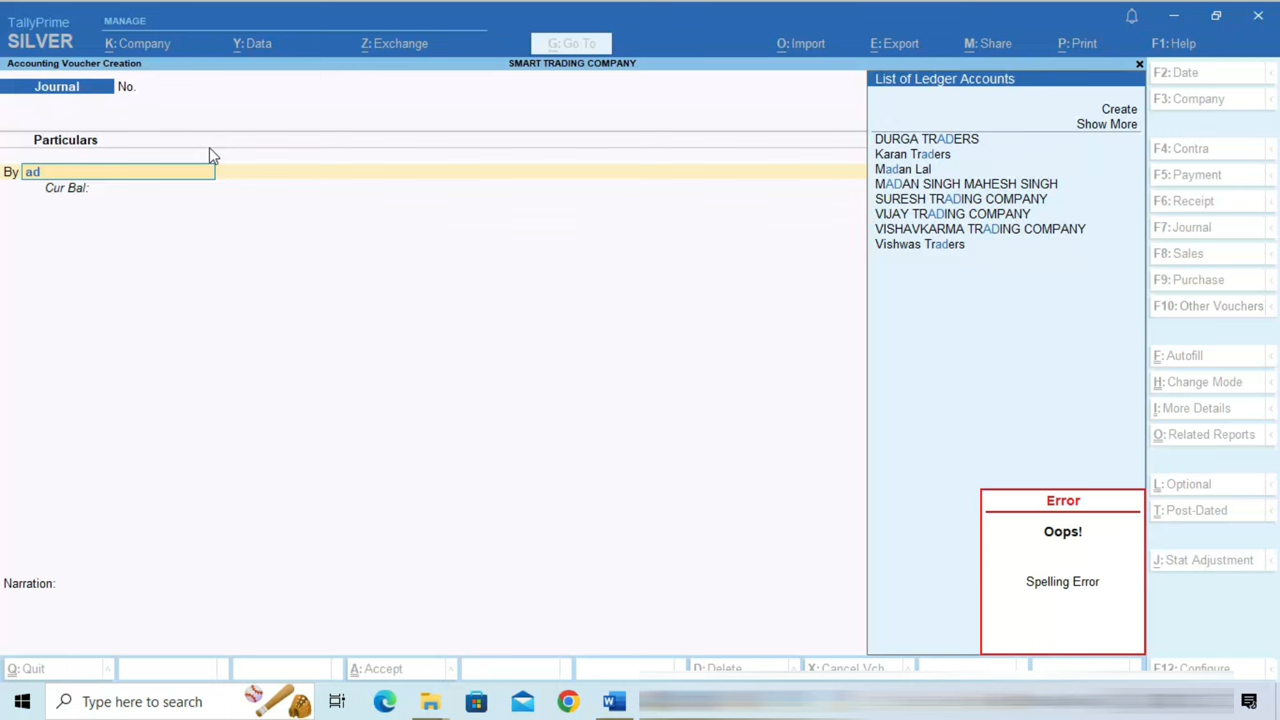 TallyPrime
SILVER
MANAGE
K:Company
Y:Data
Z:Exchange
G:Go To
O:Import
E:Export
M:Share
P:Print
F1:Help
Accounting Voucher Creation
SMART TRADING COMPANY
Journal No.
Particulars
By ad
Cur Bal:
Narration:
List of Ledger Accounts
Create
Show More
DURGA TRADERS
Karan Traders
Madan Lal
MADAN SINGH MAHESH SINGH
SURESH TRADING COMPANY
VIJAY TRADING COMPANY
VISHAVKARMA TRADING COMPANY
Vishwas Traders
Error
Oops!
Spelling Error
F2:Date
F3:Company
F4:Contra
F5:Payment
F6:Receipt
F7:Journal
F8:Sales
F9:Purchase
F10:Other Vouchers
F:Autofill
H:Change Mode
I:More Details
O:Related Reports
L:Optional
T:Post-Dated
J:Stat Adjustment
Q:Quit
A:Accept
D:Delete
X:Cancel Vch
F12:Configure
Type here to search